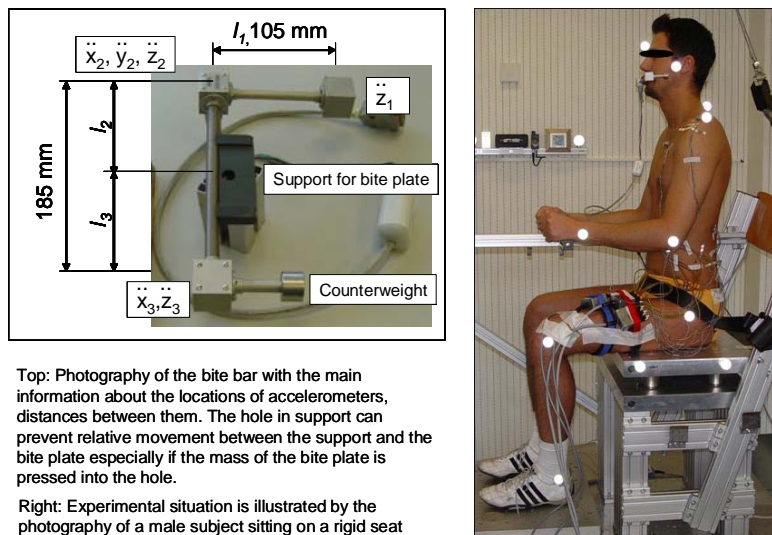 l1,105 mm
ẍ2, ÿ2, z̈2
z̈1
l2
185 mm
Support for bite plate
l3
Counterweight
ẍ3,z̈3
Top: Photography of the bite bar with the main
information about the locations of accelerometers,
distances between them. The hole in support can
prevent relative movement between the support and the
bite plate especially if the mass of the bite plate is
pressed into the hole.
Right: Experimental situation is illustrated by the
photography of a male subject sitting on a rigid seat